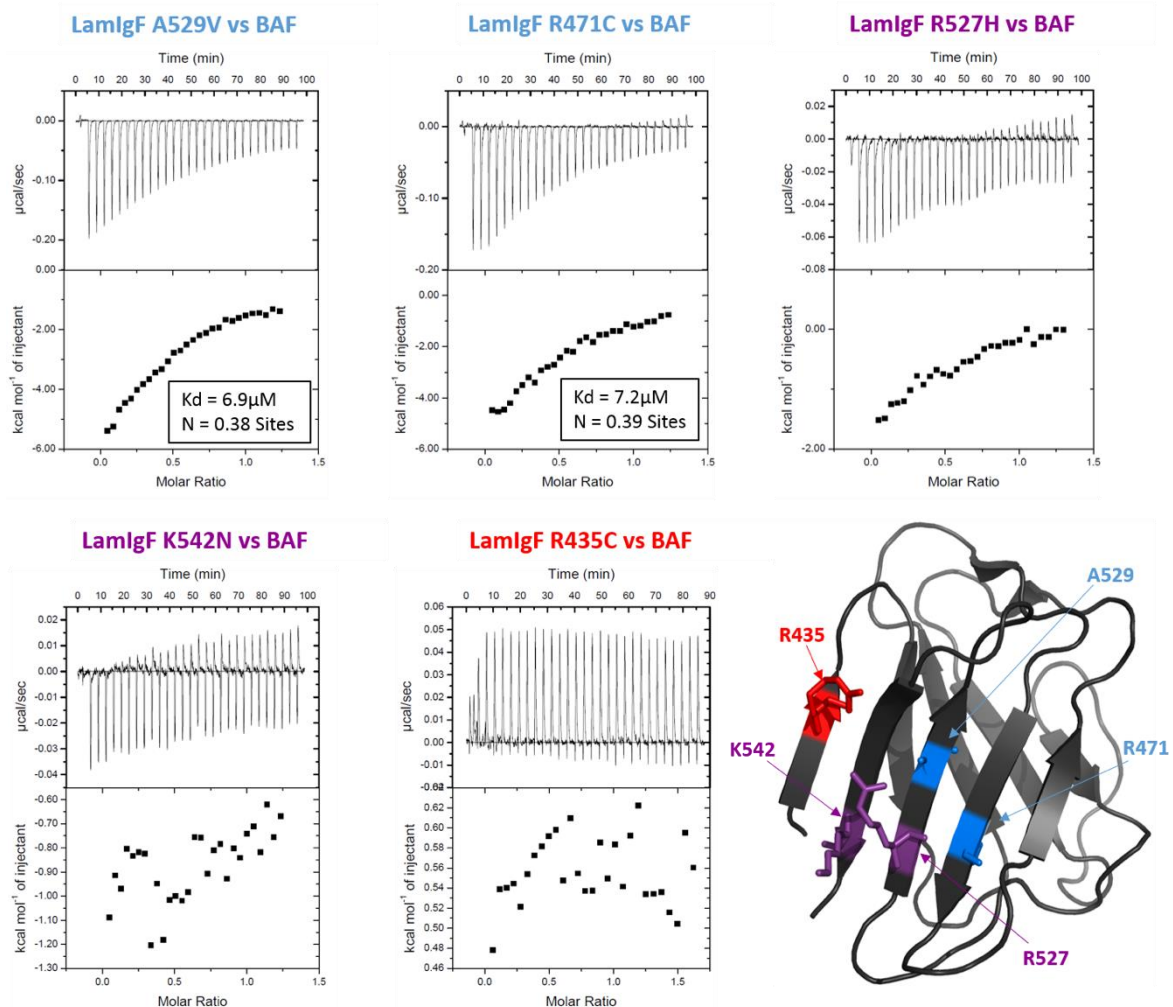 LamIgF A529V vs BAF
Time (min)
0 10 20 30 40 50 60 70 80 90 100
0.00
-0.10
-0.20
µcal/sec
0.00
-2.00
-4.00
-6.00
kcal mol⁻¹ of injectant
Kd = 6.9µM
N = 0.38 Sites
0.0 0.5 1.0 1.5
Molar Ratio
LamIgF R471C vs BAF
Time (min)
0 10 20 30 40 50 60 70 80 90 100
0.00
-0.10
-0.20
µcal/sec
0.00
-2.00
-4.00
-6.00
kcal mol⁻¹ of injectant
Kd = 7.2µM
N = 0.39 Sites
0.0 0.5 1.0 1.5
Molar Ratio
LamIgF R527H vs BAF
Time (min)
0 10 20 30 40 50 60 70 80 90 100
0.02
0.00
-0.02
-0.04
-0.06
-0.08
µcal/sec
0.00
-2.00
kcal mol⁻¹ of injectant
0.0 0.5 1.0 1.5
Molar Ratio
LamIgF K542N vs BAF
Time (min)
0 10 20 30 40 50 60 70 80 90 100
0.02
0.01
0.00
-0.01
-0.02
-0.03
-0.04
µcal/sec
-0.60
-0.70
-0.80
-0.90
-1.00
-1.10
-1.20
-1.30
kcal mol⁻¹ of injectant
0.0 0.5 1.0 1.5
Molar Ratio
LamIgF R435C vs BAF
Time (min)
0 10 20 30 40 50 60 70 80 90
0.06
0.05
0.04
0.03
0.02
0.01
0.00
-0.01
µcal/sec
0.62
0.60
0.58
0.56
0.54
0.52
0.50
0.48
0.46
kcal mol⁻¹ of injectant
0.0 0.5 1.0 1.5
Molar Ratio
A529
R435
K542
R471
R527